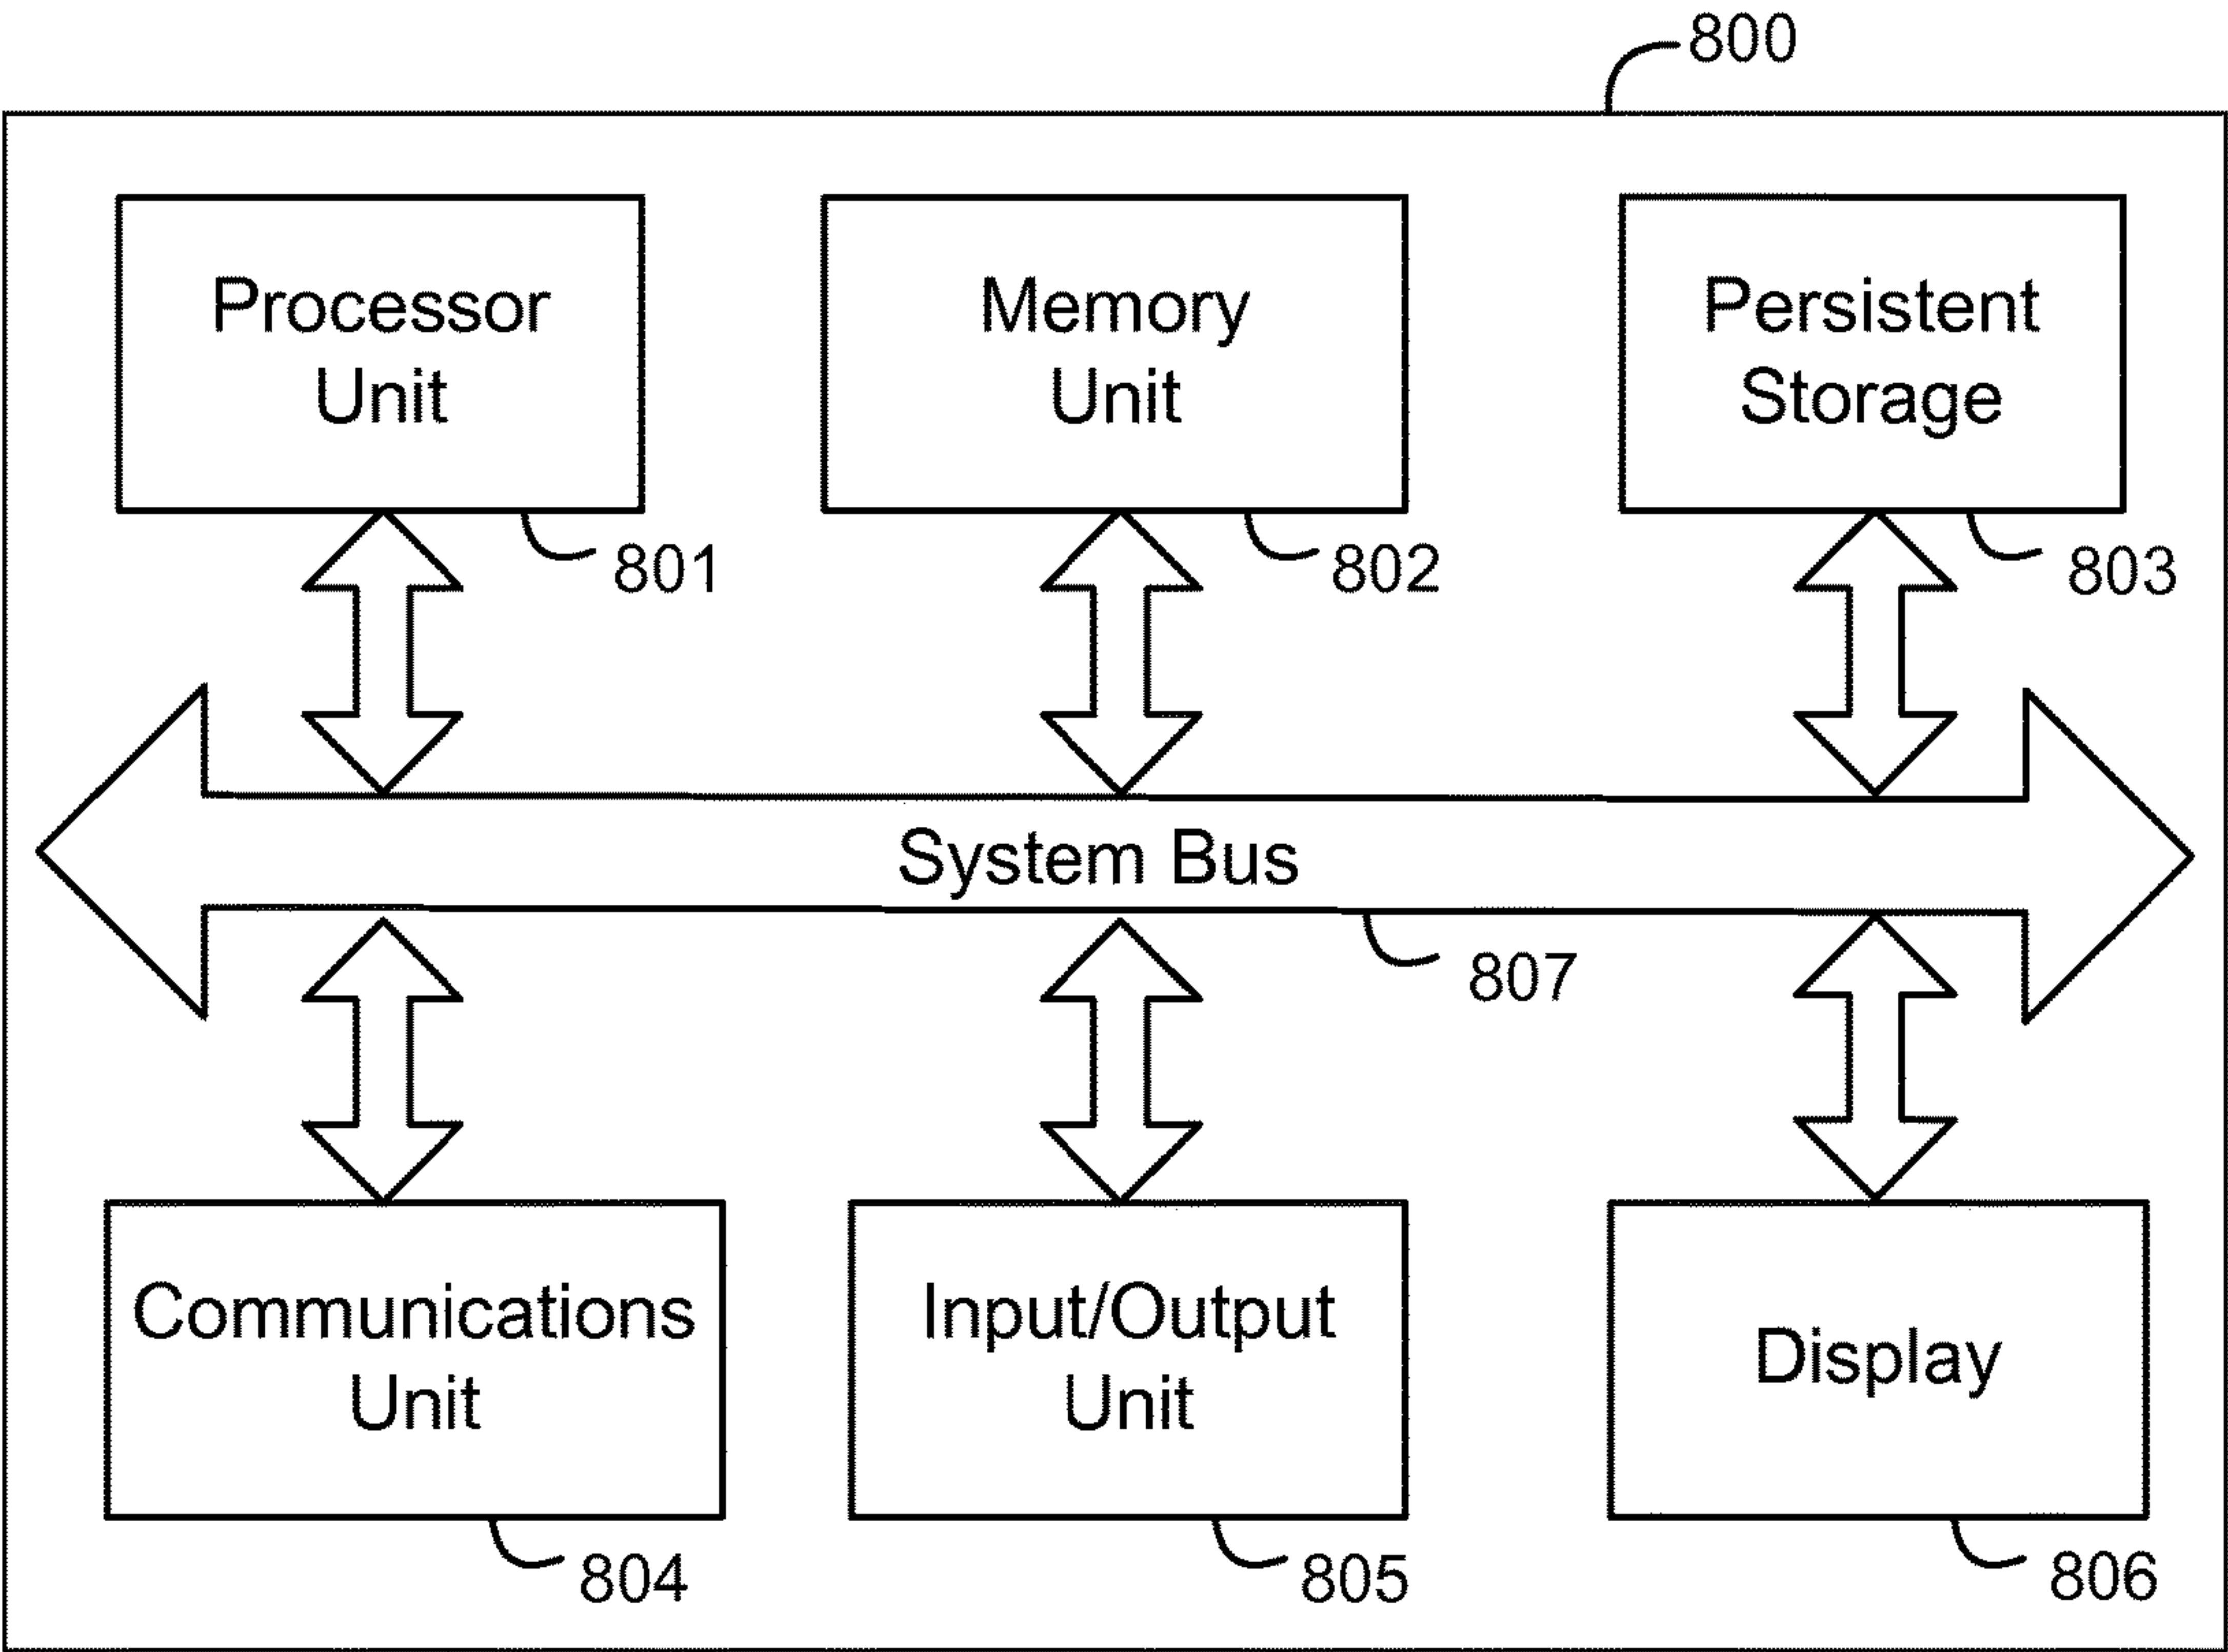 800
Processor
Unit
Memory
Unit
Persistent
Storage
801
802
803
System Bus
807
Communications
Unit
Input/Output
Unit
Display
804
805
806